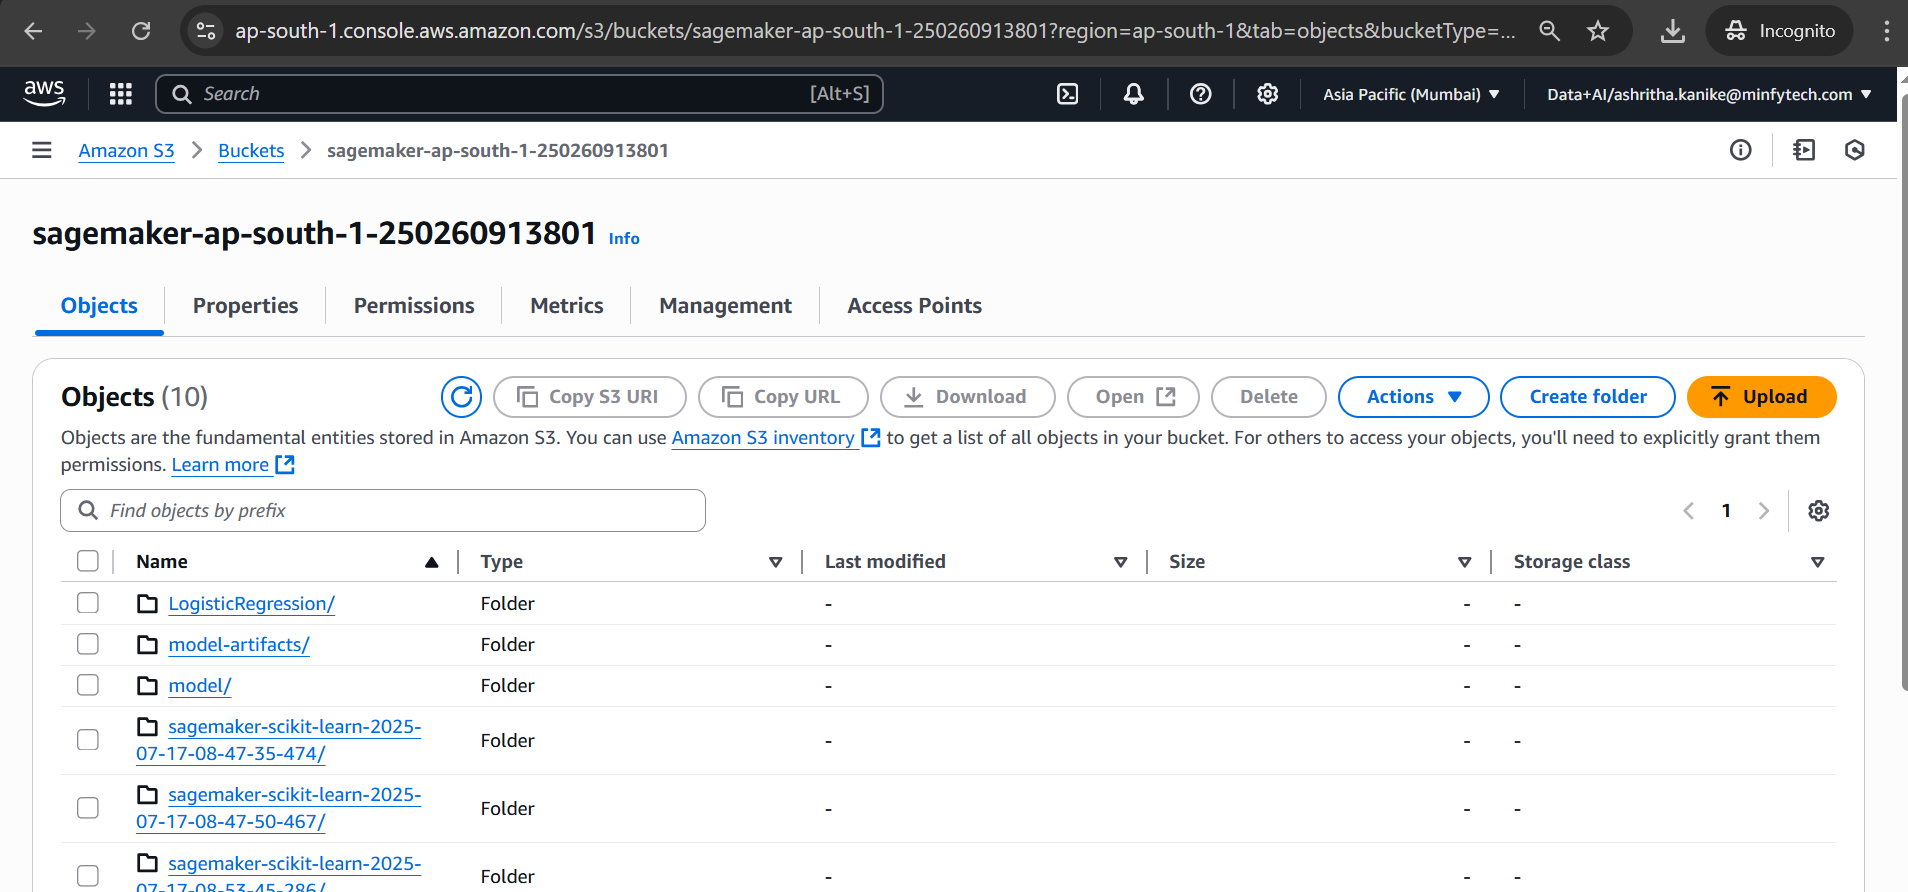 ap-south-1.console.aws.amazon.com/s3/buckets/sagemaker-ap-south-1-250260913801?region=ap-south-1&tab=objects&bucketType=...
Incognito
aws
Search
[Alt+S]
Asia Pacific (Mumbai)
Data+AI/ashritha.kanike@minfytech.com
Amazon S3
Buckets
sagemaker-ap-south-1-250260913801
sagemaker-ap-south-1-250260913801 Info
Objects
Properties
Permissions
Metrics
Management
Access Points
Objects (10)
Copy S3 URI
Copy URL
Download
Open
Delete
Actions
Create folder
Upload
Objects are the fundamental entities stored in Amazon S3. You can use Amazon S3 inventory to get a list of all objects in your bucket. For others to access your objects, you'll need to explicitly grant them
permissions. Learn more
Find objects by prefix
1
Name Type Last modified Size Storage class
LogisticRegression/ Folder - - -
model-artifacts/ Folder - - -
model/ Folder - - -
sagemaker-scikit-learn-2025-
07-17-08-47-35-474/ Folder - - -
sagemaker-scikit-learn-2025-
07-17-08-47-50-467/ Folder - - -
sagemaker-scikit-learn-2025-
07-17-08-53-45-286/ Folder - - -